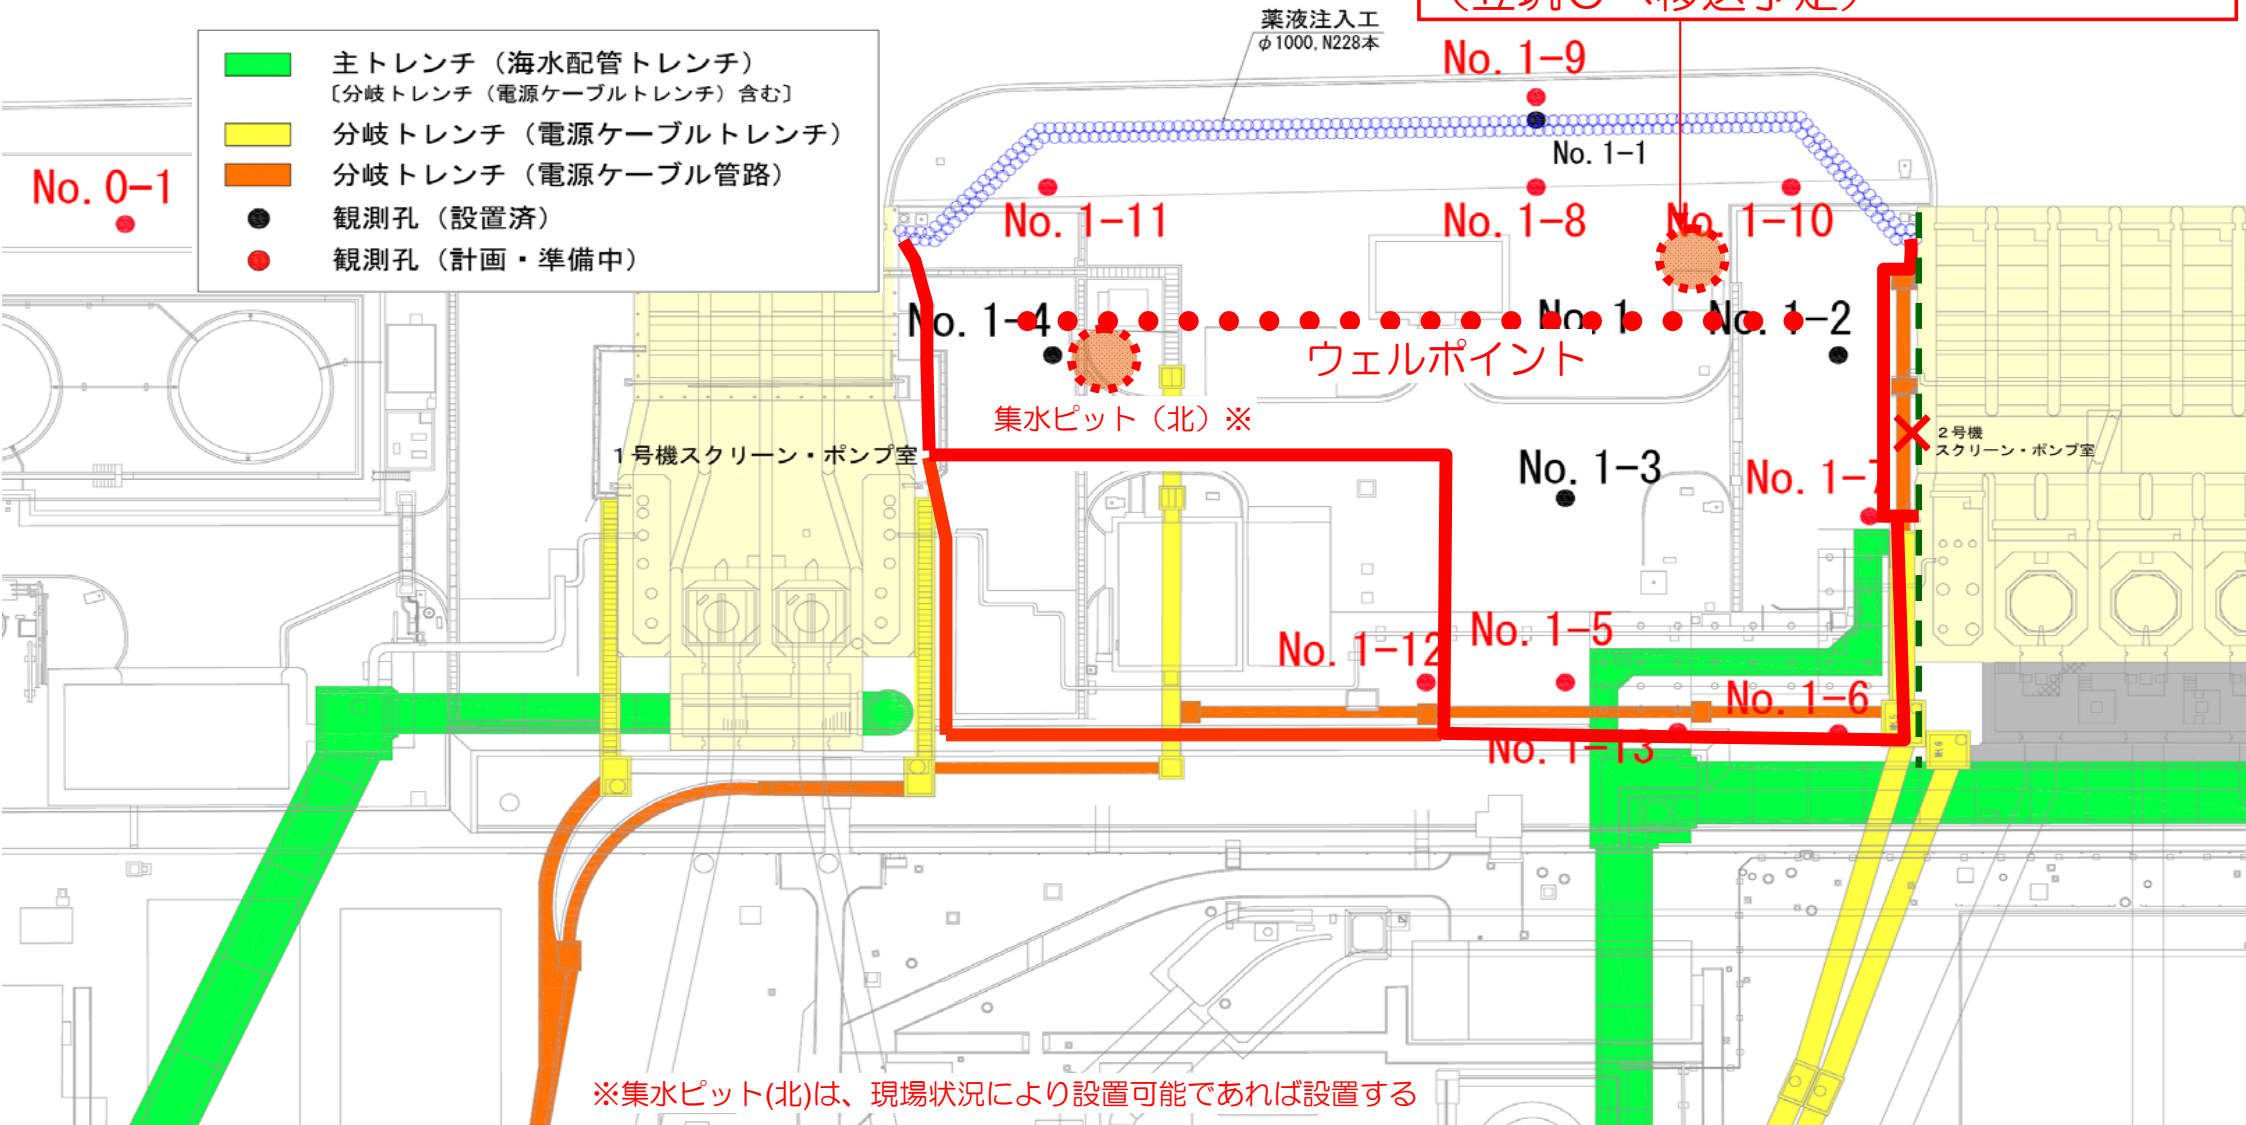 薬液注入工
φ1000, N228本
主トレンチ（海水配管トレンチ）
〔分岐トレンチ（電源ケーブルトレンチ）含む〕
分岐トレンチ（電源ケーブルトレンチ）
分岐トレンチ（電源ケーブル管路）
観測孔（設置済）
観測孔（計画・準備中）
No. 0-1
No. 1-9
No. 1-1
No. 1-11
No. 1-8
No. 1-10
No. 1-4
No. 1
No. 1-2
ウェルポイント
集水ピット（北）※
1号機スクリーン・ポンプ室
2号機
スクリーン・ポンプ室
No. 1-3
No. 1-7
No. 1-12
No. 1-5
No. 1-6
No. 1-13
※集水ピット(北)は、現場状況により設置可能であれば設置する